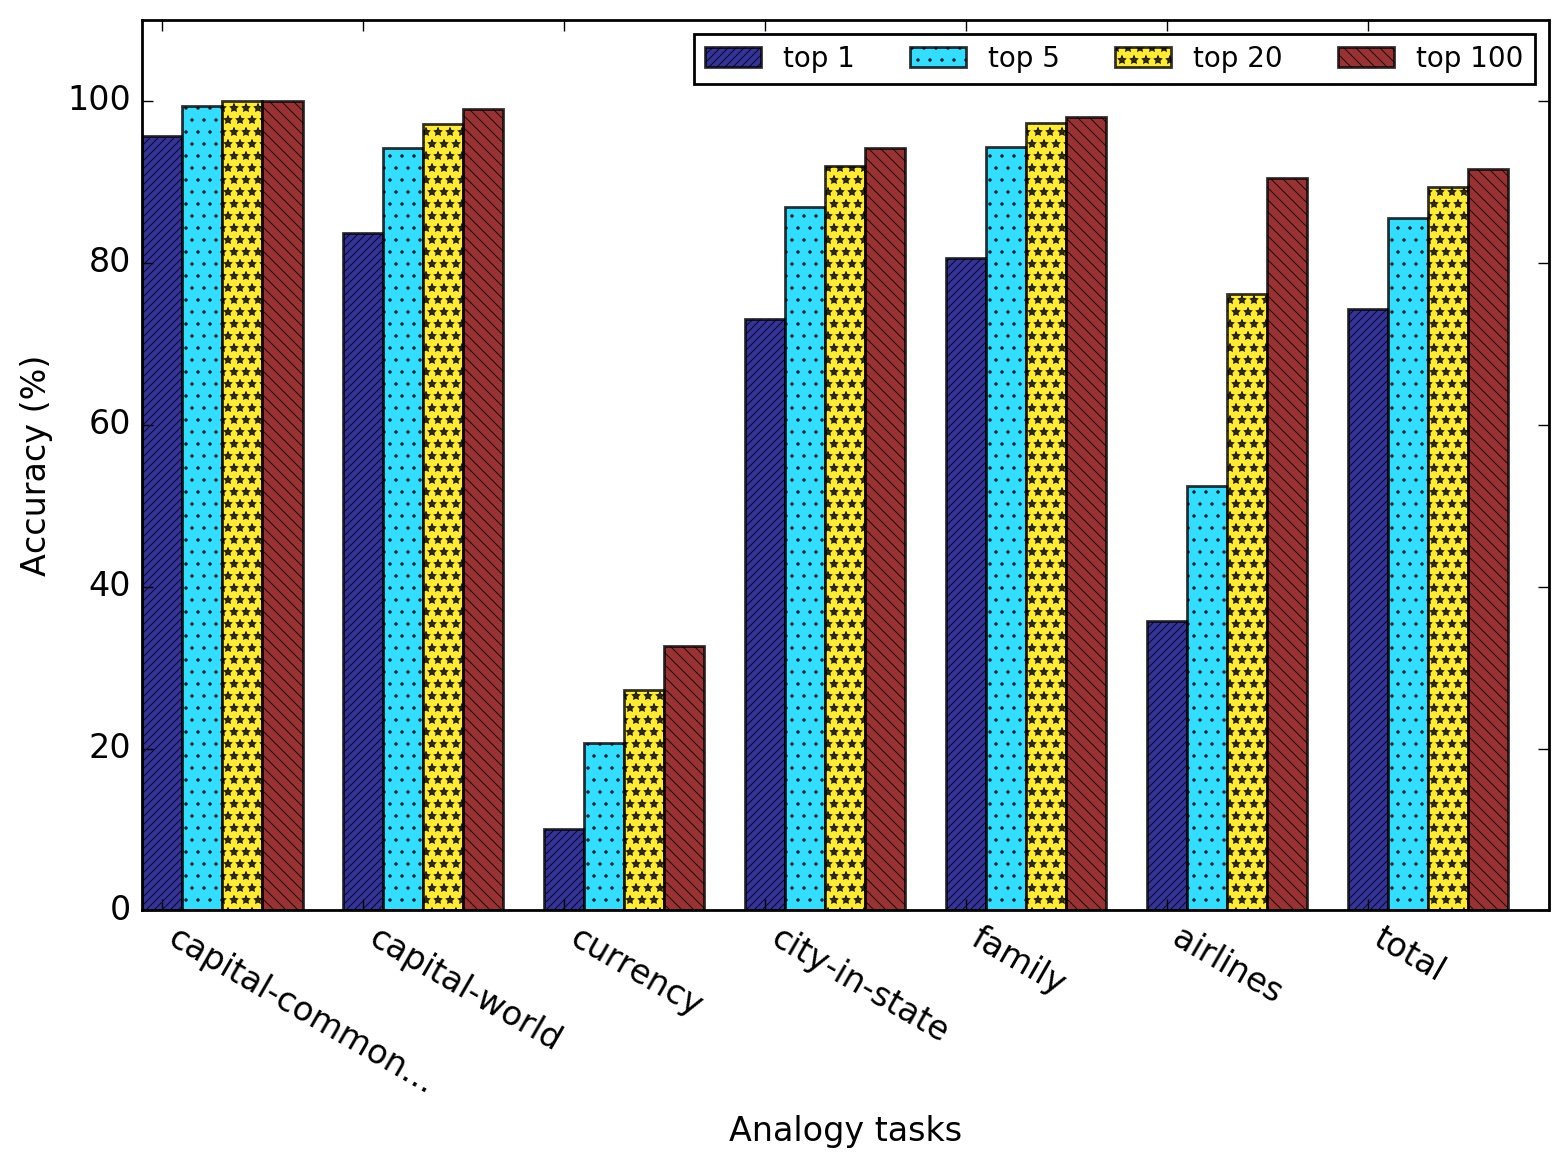 top 1 top 5 top 20 top 100
Accuracy (%)
100
80
60
40
20
0
capital-common...
capital-world
currency
city-in-state
family
airlines
total
Analogy tasks